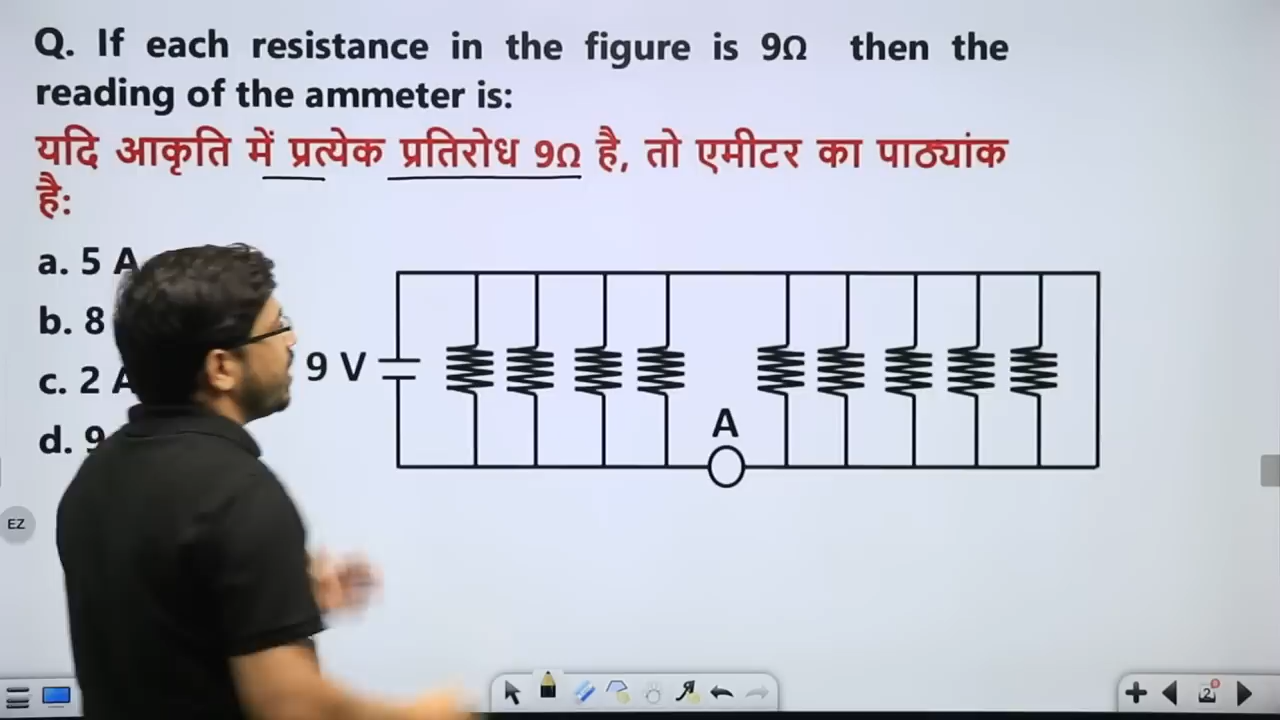 Q. If each resistance in the figure is 9Ω then the
reading of the ammeter is:
यदि आकृति में प्रत्येक प्रतिरोध 9Ω है, तो एमीटर का पाठ्यांक
है:
a. 5 A
b. 8
c. 2 A
d. 9
9 V
A
EZ
2